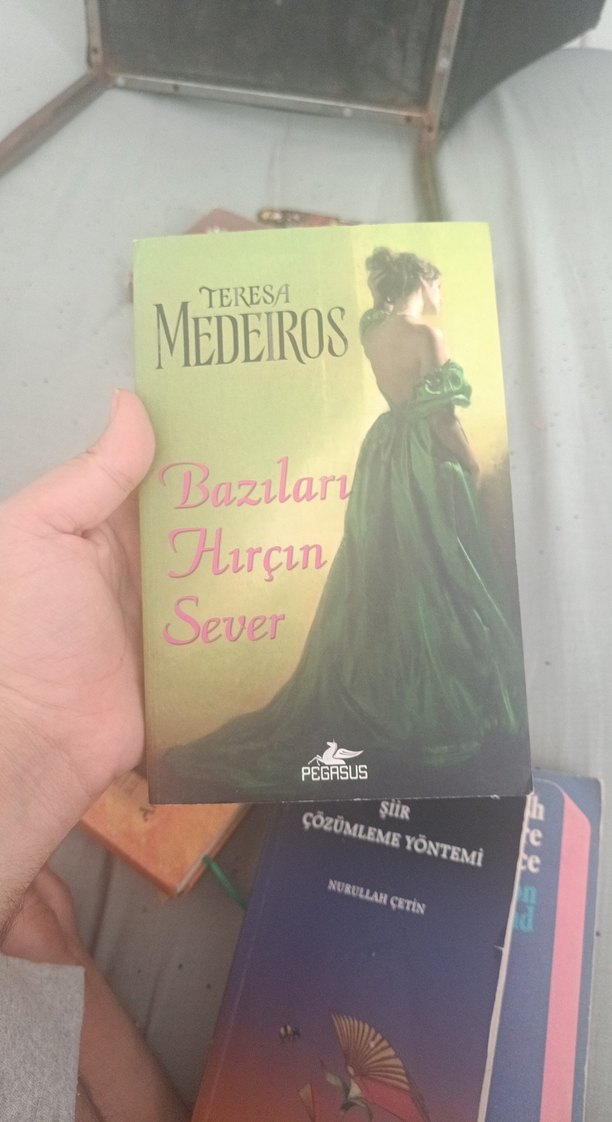 TERESA
MEDEIROS
Bazıları
Hırçın
Sever
PEGASUS
ŞİİR
ÇÖZÜMLEME YÖNTEMİ
NURULLAH ÇETİN